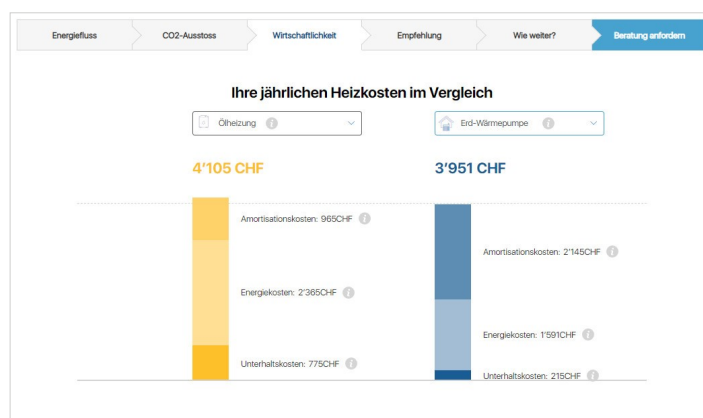 Energiefluss
CO2-Ausstoss
Wirtschaftlichkeit
Empfehlung
Wie weiter?
Beratung anfordern
Ihre jährlichen Heizkosten im Vergleich
Ölheizung
Erd-Wärmepumpe
4'105 CHF
3'951 CHF
Amortisationskosten: 965CHF
Energiekosten: 2'365CHF
Unterhaltskosten: 775CHF
Amortisationskosten: 2'145CHF
Energiekosten: 1'591CHF
Unterhaltskosten: 215CHF